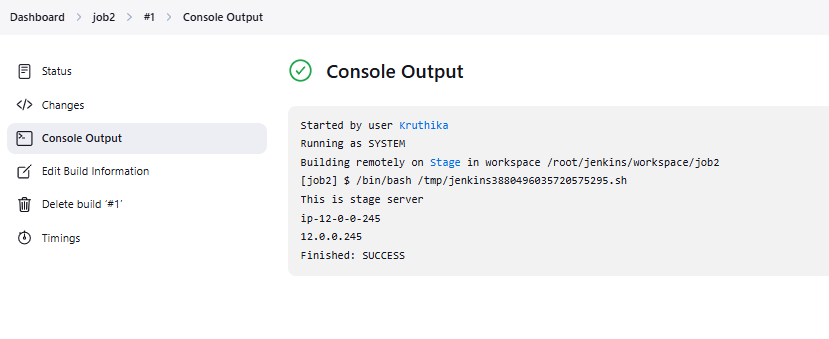 Dashboard > job2 > #1 > Console Output
Status
Changes
Console Output
Edit Build Information
Delete build '#1'
Timings
Console Output
Started by user Kruthika
Running as SYSTEM
Building remotely on Stage in workspace /root/jenkins/workspace/job2
[job2] $ /bin/bash /tmp/jenkins3880496035720575295.sh
This is stage server
ip-12-0-0-245
12.0.0.245
Finished: SUCCESS